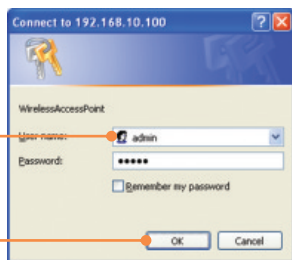 Connect to 192.168.10.100
WirelessAccessPoint
User name:
admin
Password:
•••••
Remember my password
OK
Cancel